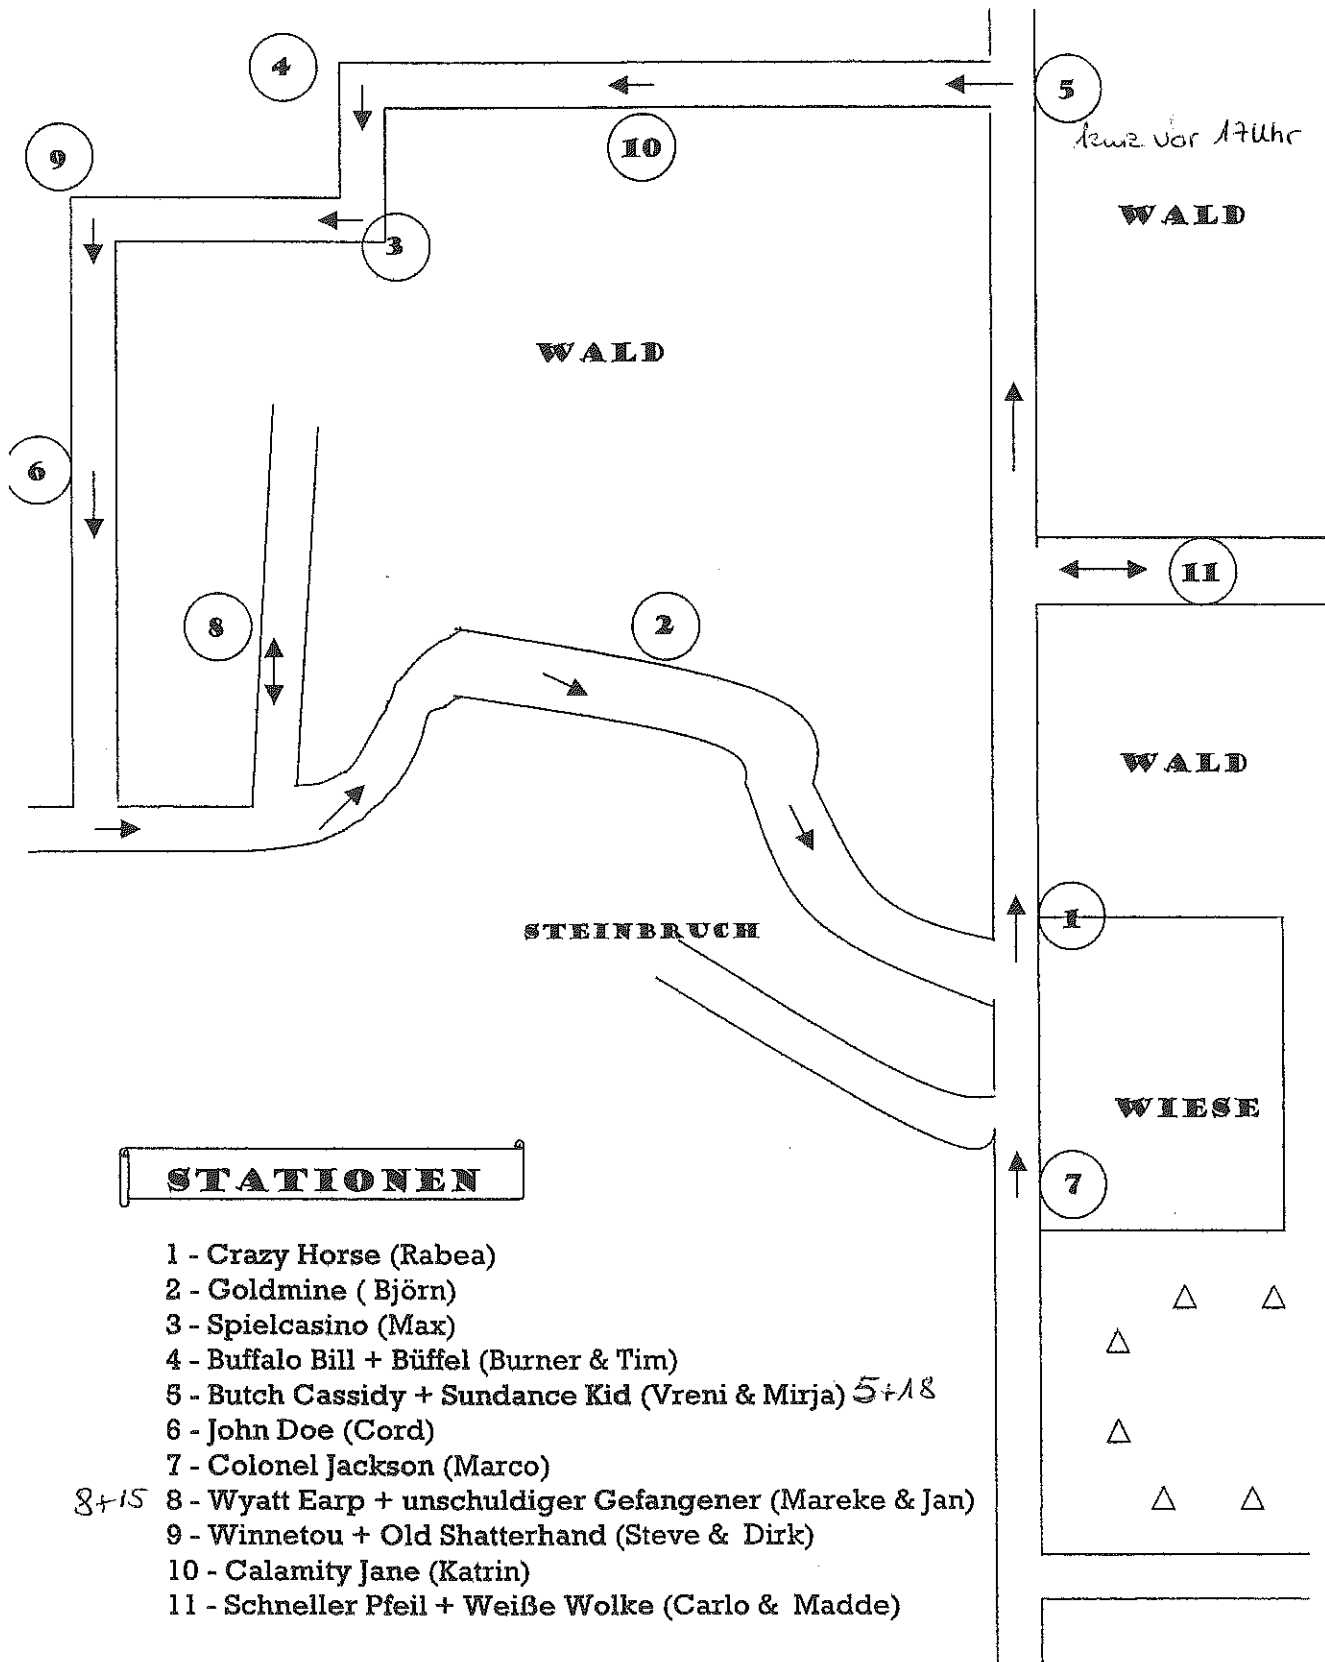 4
5
9
10
kurz vor 17Uhr
WALD
3
WALD
6
11
8
2
WALD
1
STEINBRUCH
WIESE
7
STATIONEN
1 - Crazy Horse (Rabea)
2 - Goldmine ( Björn)
3 - Spielcasino (Max)
4 - Buffalo Bill + Büffel (Burner & Tim)
5 - Butch Cassidy + Sundance Kid (Vreni & Mirja) 5+18
6 - John Doe (Cord)
7 - Colonel Jackson (Marco)
8+15 8 - Wyatt Earp + unschuldiger Gefangener (Mareke & Jan)
9 - Winnetou + Old Shatterhand (Steve & Dirk)
10 - Calamity Jane (Katrin)
11 - Schneller Pfeil + Weiße Wolke (Carlo & Madde)